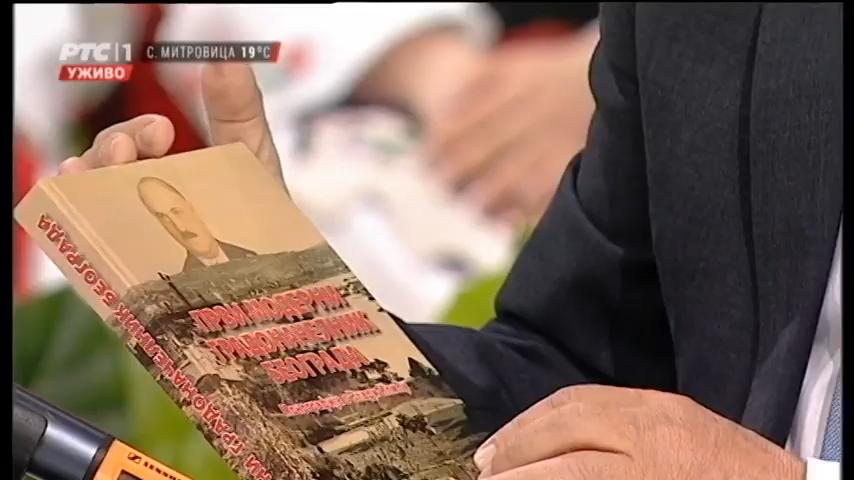 РТС|1
С. МИТРОВИЦА 19°C
УЖИВО
ПРВИ МОДЕРНИ
ГРАДОНАЧЕЛНИК
БЕОГРАДА
ГРАДОНАЧЕЛНИК БЕОГРАДА